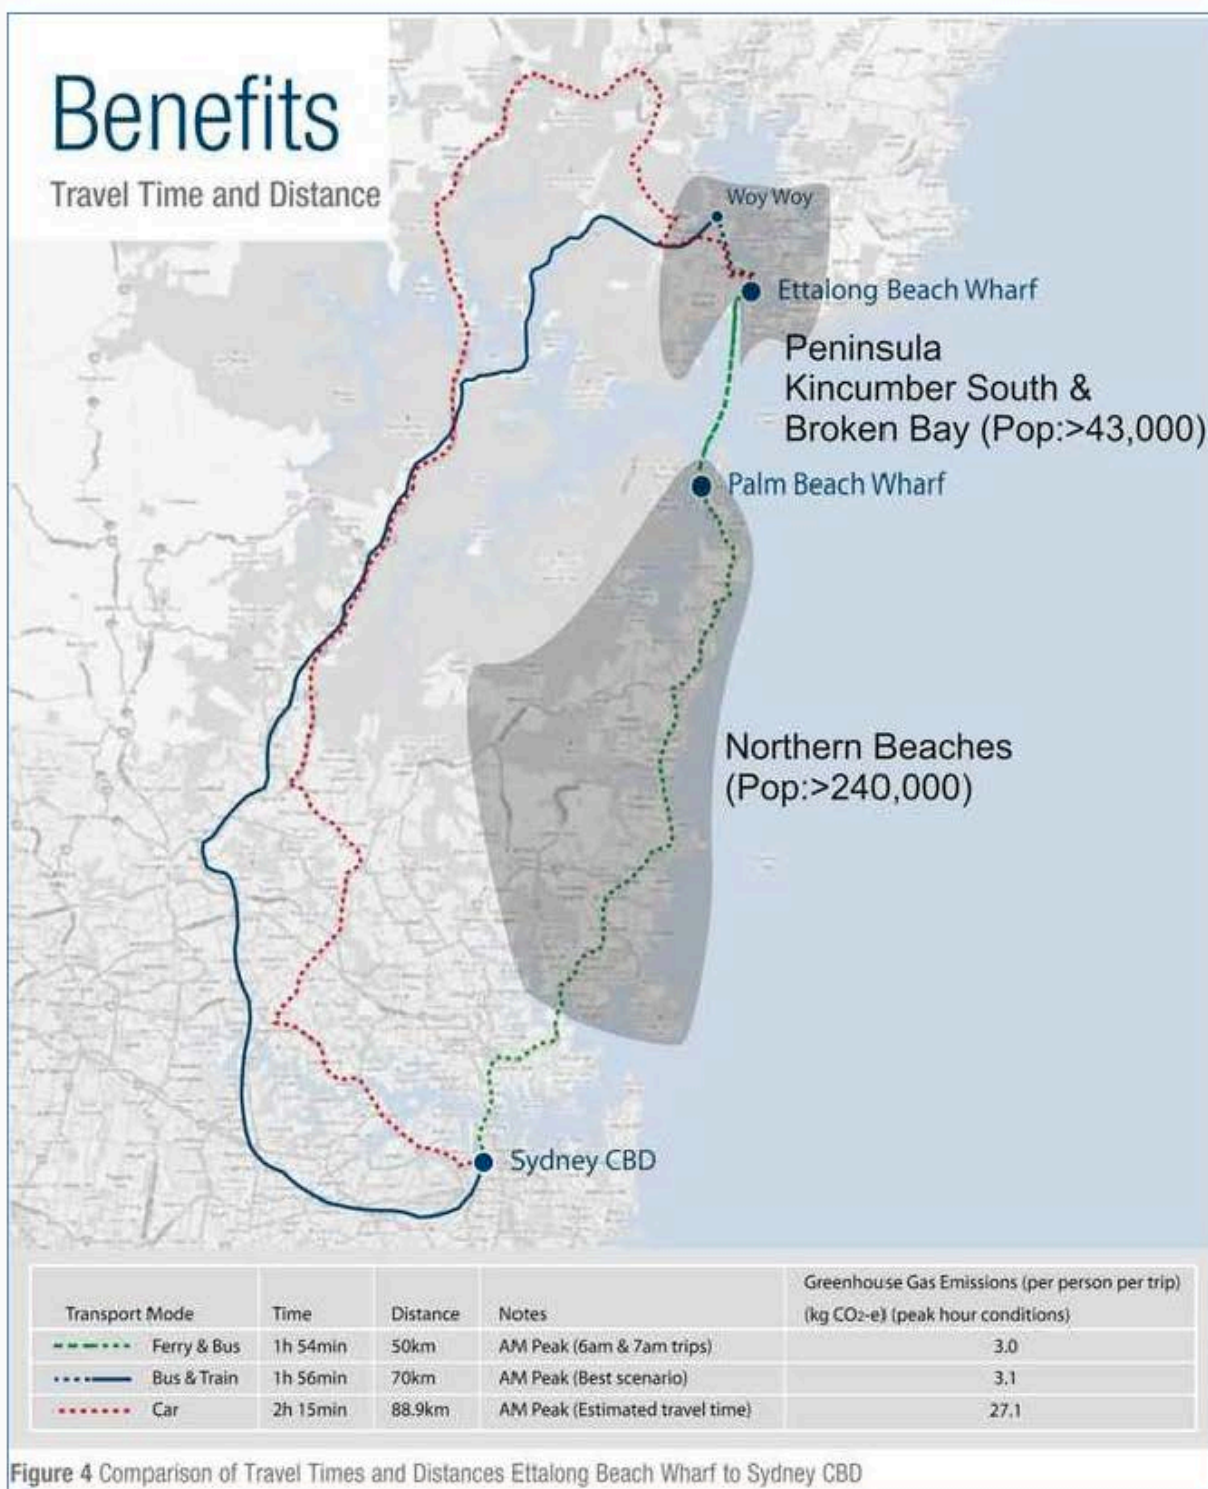 Benefits
Travel Time and Distance
Woy Woy
Ettalong Beach Wharf
Peninsula
Kincumber South &
Broken Bay (Pop:>43,000)
Palm Beach Wharf
Northern Beaches
(Pop:>240,000)
Sydney CBD
Transport Mode Time Distance Notes Greenhouse Gas Emissions (per person per trip)
(kg CO2-e) (peak hour conditions)
Ferry & Bus 1h 54min 50km AM Peak (6am & 7am trips) 3.0
Bus & Train 1h 56min 70km AM Peak (Best scenario) 3.1
Car 2h 15min 88.9km AM Peak (Estimated travel time) 27.1
Figure 4 Comparison of Travel Times and Distances Ettalong Beach Wharf to Sydney CBD